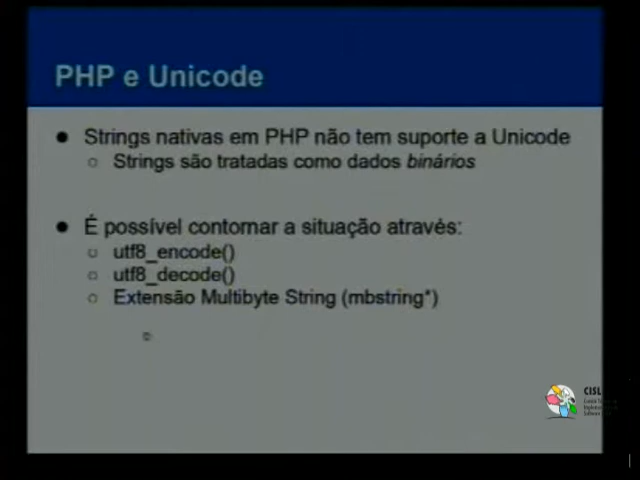 PHP e Unicode
● Strings nativas em PHP não tem suporte a Unicode
○ Strings são tratadas como dados binários
● É possível contornar a situação através:
○ utf8_encode()
○ utf8_decode()
○ Extensão Multibyte String (mbstring*)
CISL